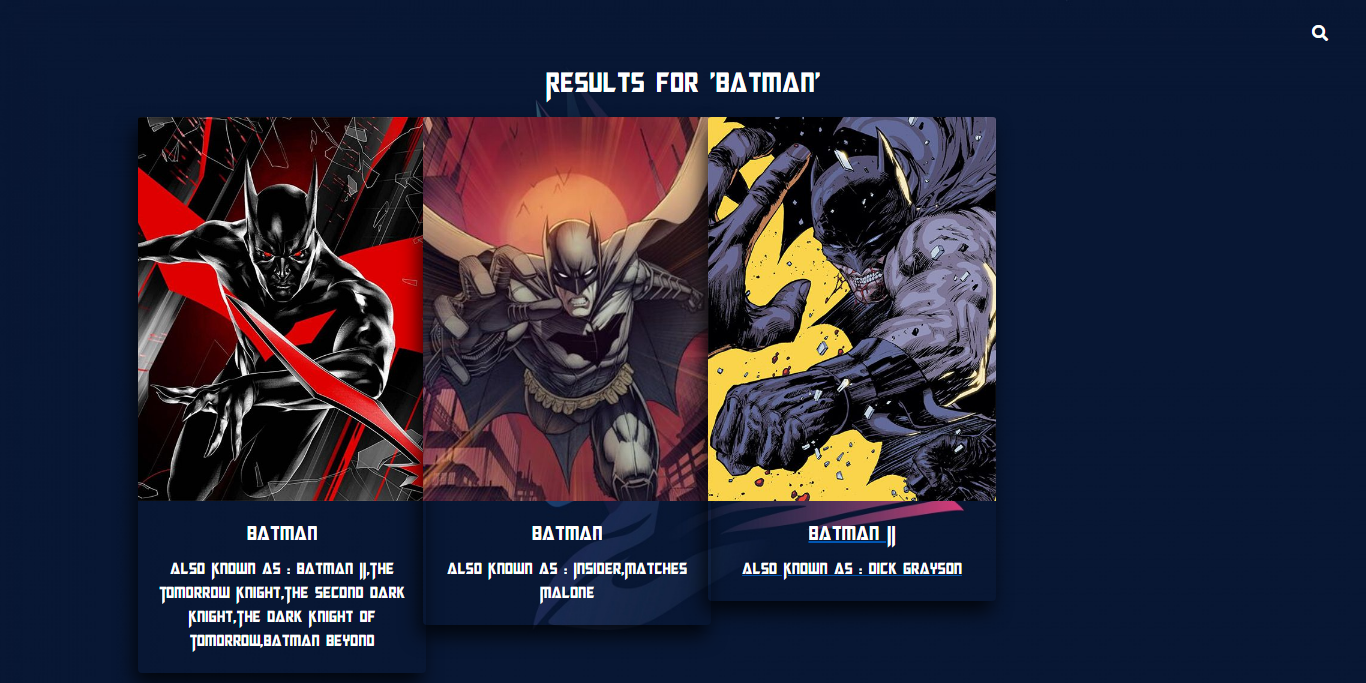 Results for 'Batman'
Batman
Also Known as : Batman II,The
Tomorrow Knight,The Second Dark
Knight,The Dark Knight of
Tomorrow,Batman Beyond
Batman
Also Known as : Insider,Matches
Malone
Batman II
Also Known as : Dick Grayson